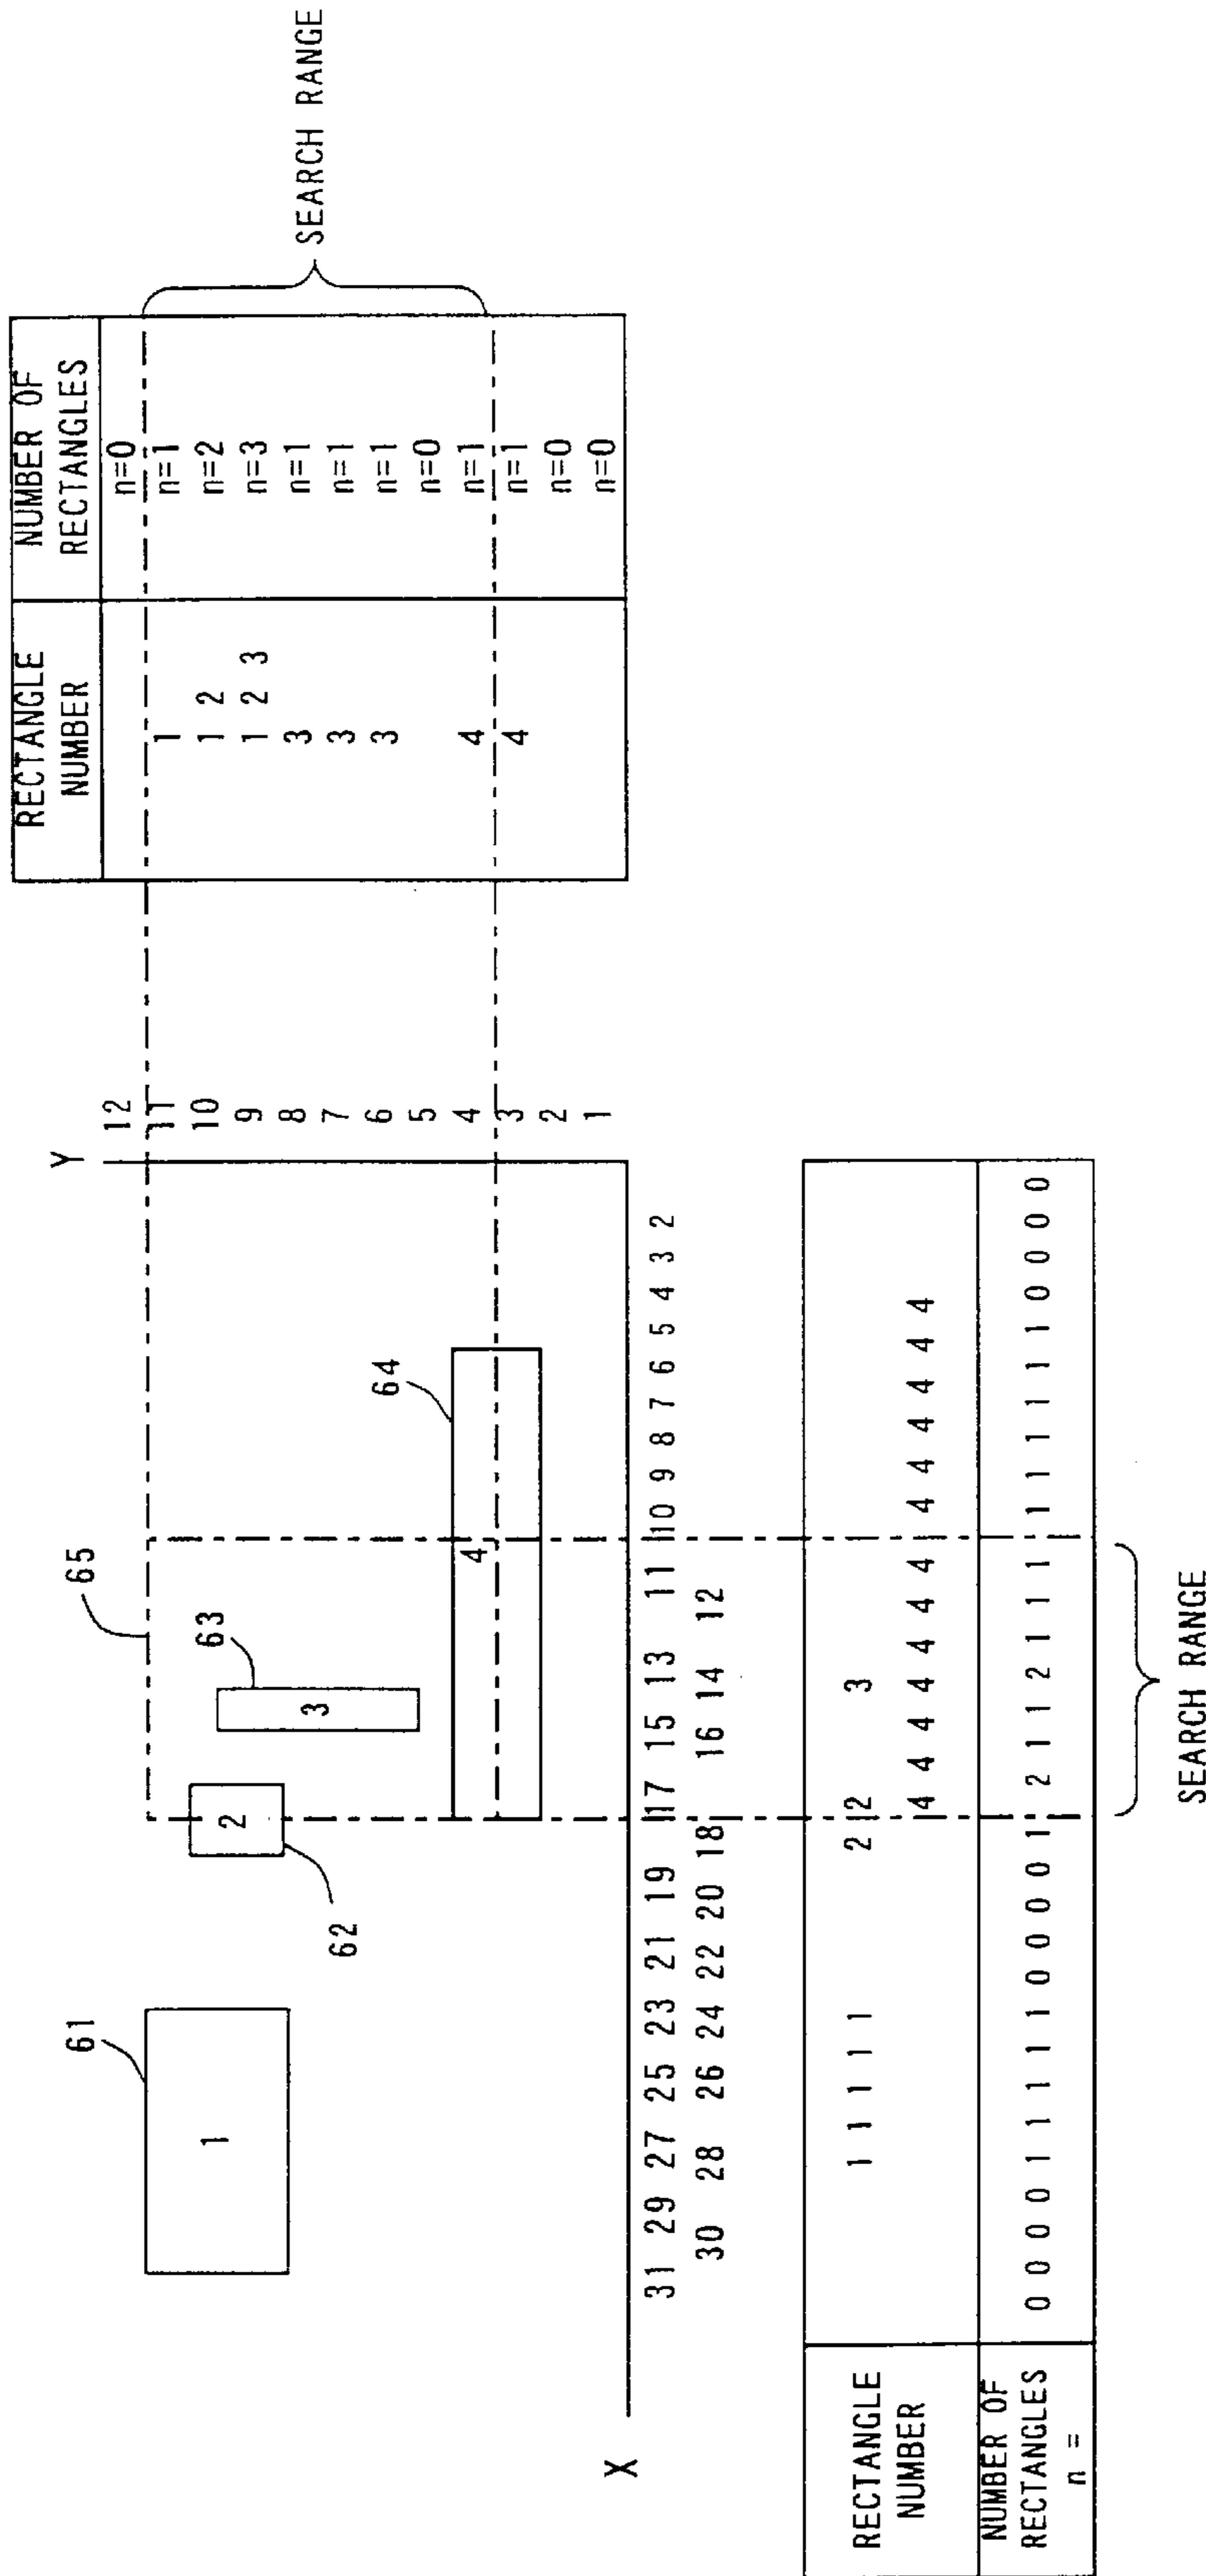 RECTANGLE NUMBER
NUMBER OF RECTANGLES
61
65
Y
12
n=0
11
1
n=1
10
1 2
n=2
9
1 2 3
n=3
8
3
n=1
7
3
n=1
6
3
n=1
5
n=0
4
4
n=1
3
4
n=1
2
n=0
1
n=0
SEARCH RANGE
1
2
62
3
63
4
64
X
31 29 27 25 23 21 19 17 15 13 11 10 9 8 7 6 5 4 3 2
30 28 26 24 22 20 18 16 14 12
RECTANGLE NUMBER
1 1 1 1 1 2 2 3
4 4 4 4 4 4 4 4 4 4 4 4 4
NUMBER OF RECTANGLES
n =
0 0 0 0 1 1 1 1 1 0 0 0 0 1 2 1 1 2 1 1 1 1 1 1 1 1 0 0 0 0
SEARCH RANGE